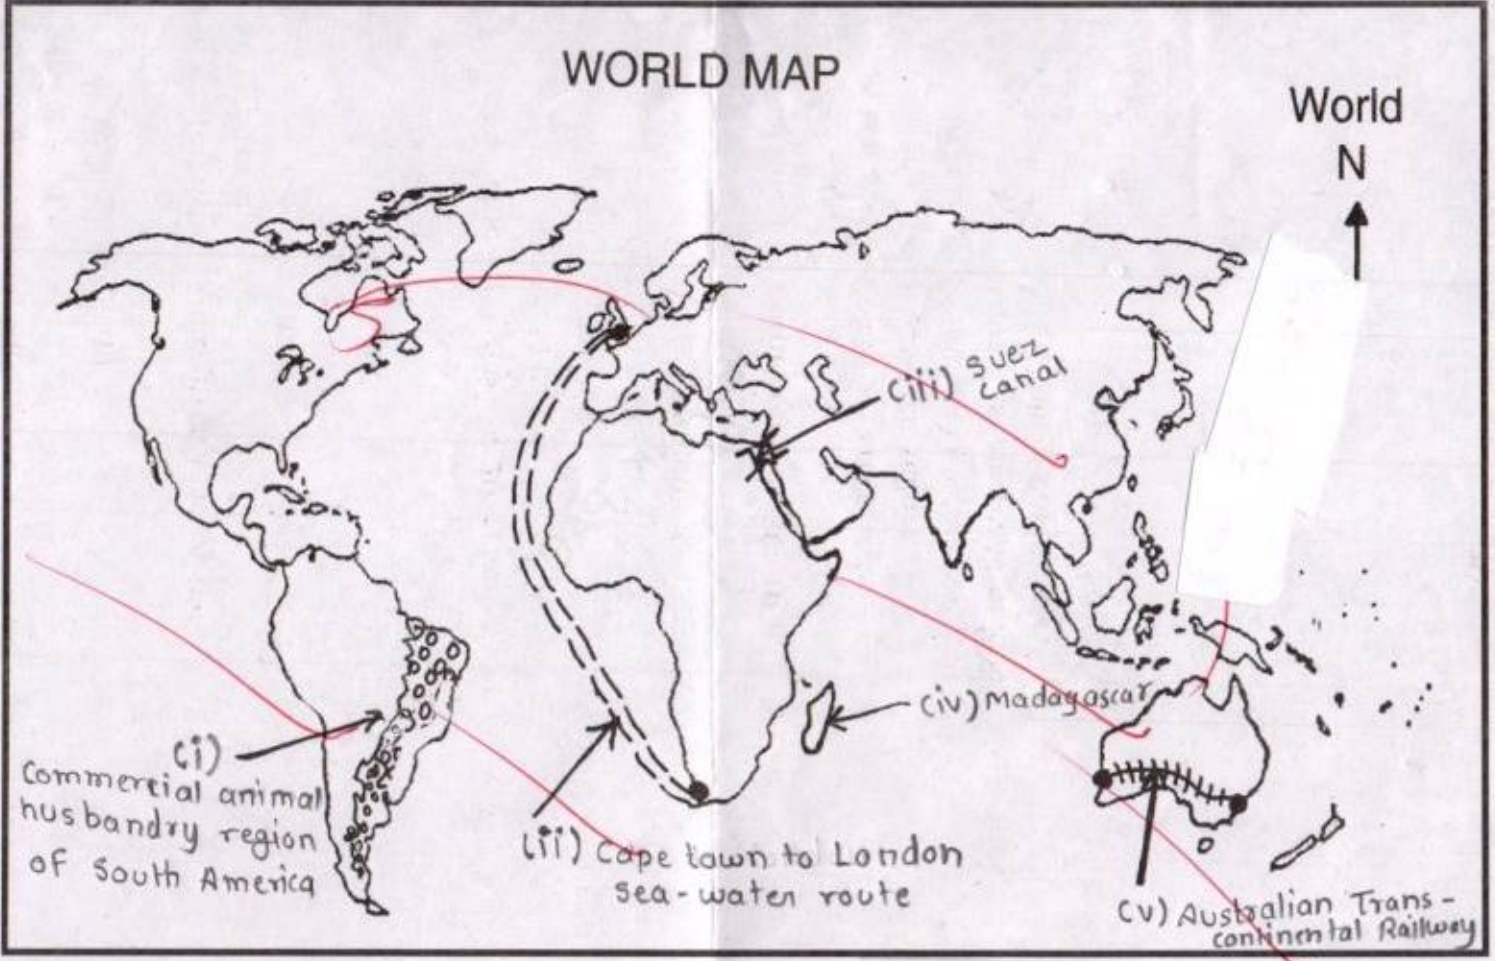 WORLD MAP
World
N
(iii) suez
canal
(iv) Madagascar
(i)
Commercial animal
husbandry region
of South America
(ii) Cape town to London
sea-water route
(v) Australian Trans-
continental Railway